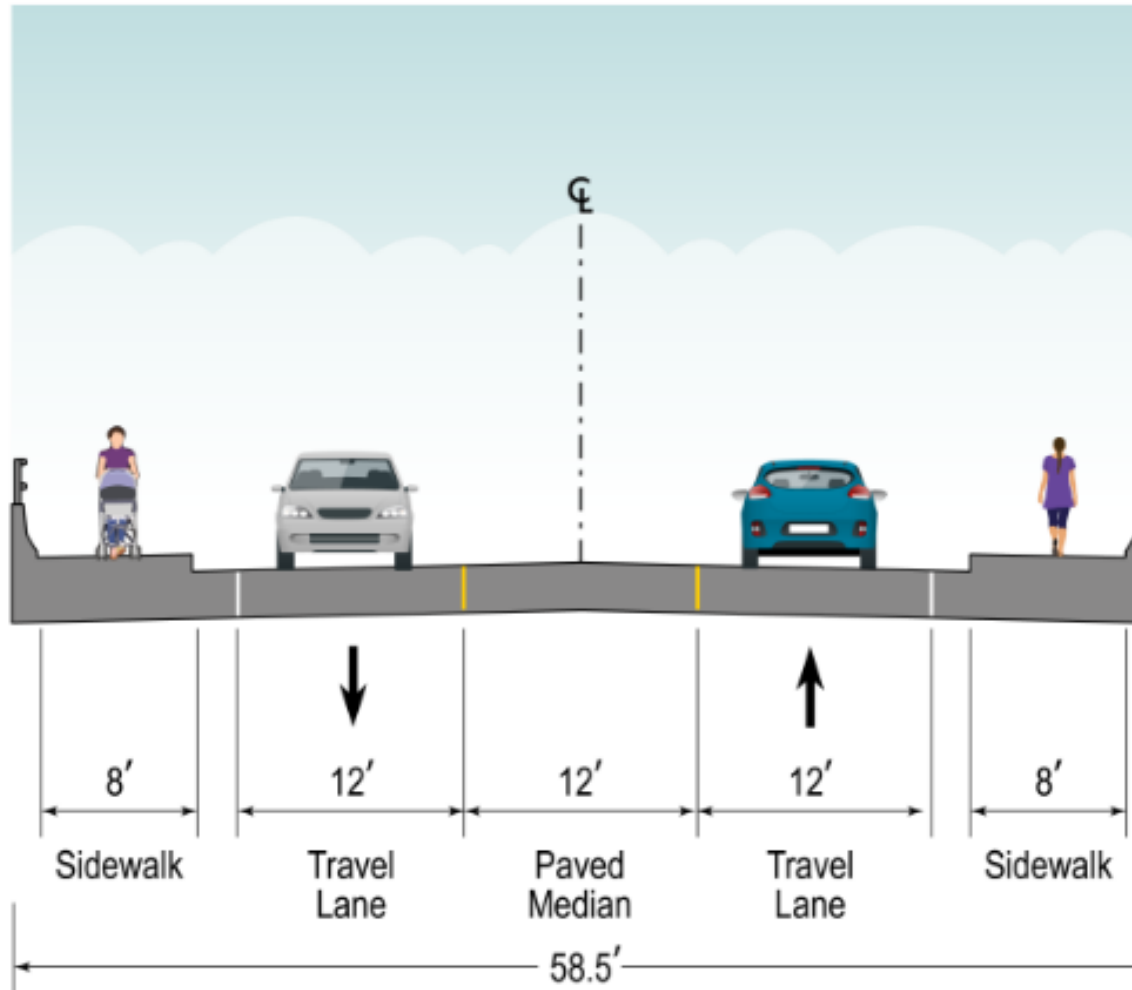 ℄
8′ 12′ 12′ 12′ 8′
Sidewalk Travel Lane Paved Median Travel Lane Sidewalk
58.5′